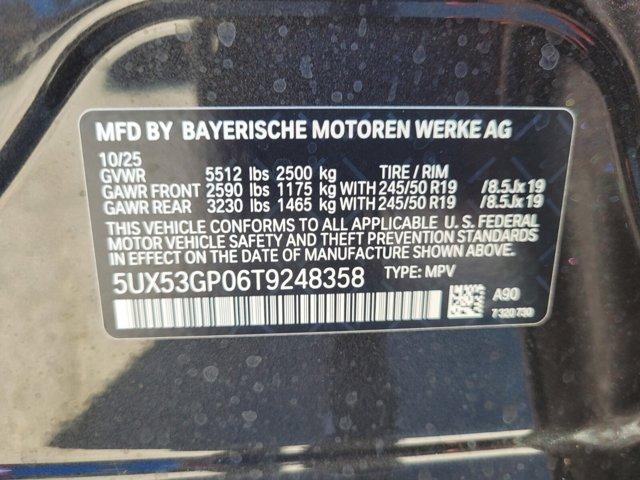 MFD BY BAYERISCHE MOTOREN WERKE AG
10/25
GVWR 5512 lbs 2500 kg TIRE / RIM
GAWR FRONT 2590 lbs 1175 kg WITH 245/50 R19 /8.5Jx19
GAWR REAR 3230 lbs 1465 kg WITH 245/50 R19 /8.5Jx19
THIS VEHICLE CONFORMS TO ALL APPLICABLE U. S. FEDERAL
MOTOR VEHICLE SAFETY AND THEFT PREVENTION STANDARDS
IN EFFECT ON THE DATE OF MANUFACTURE SHOWN ABOVE.
5UX53GP06T9248358 TYPE: MPV
A90
7 320 730